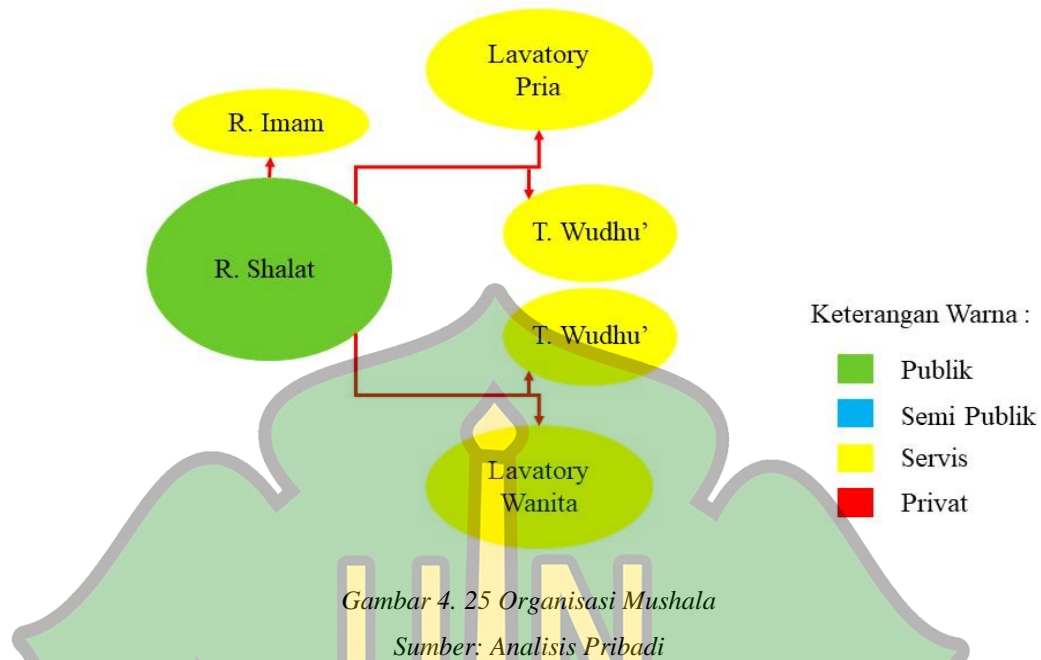 Lavatory
Pria
R. Imam
T. Wudhu’
R. Shalat
T. Wudhu’
Lavatory
Wanita
Keterangan Warna :
Publik
Semi Publik
Servis
Privat
Gambar 4. 25 Organisasi Mushala
Sumber: Analisis Pribadi
UIN